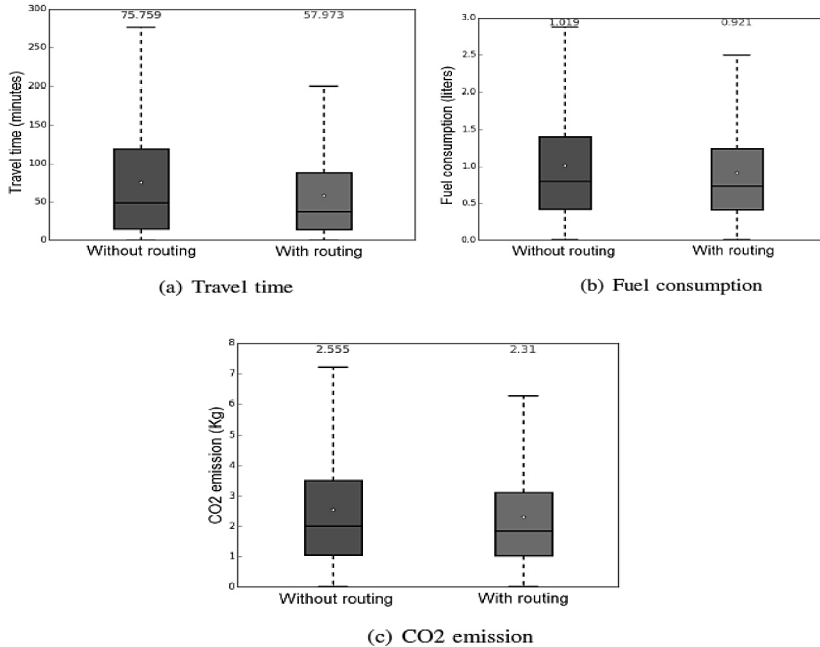 75.759
57.973
300
250
200
150
100
50
0
Travel time (minutes)
Without routing
With routing
(a) Travel time
1.019
0.921
3.0
2.5
2.0
1.5
1.0
0.5
0.0
Fuel consumption (liters)
Without routing
With routing
(b) Fuel consumption
2.555
2.31
8
7
6
5
4
3
2
1
0
CO2 emission (Kg)
Without routing
With routing
(c) CO2 emission